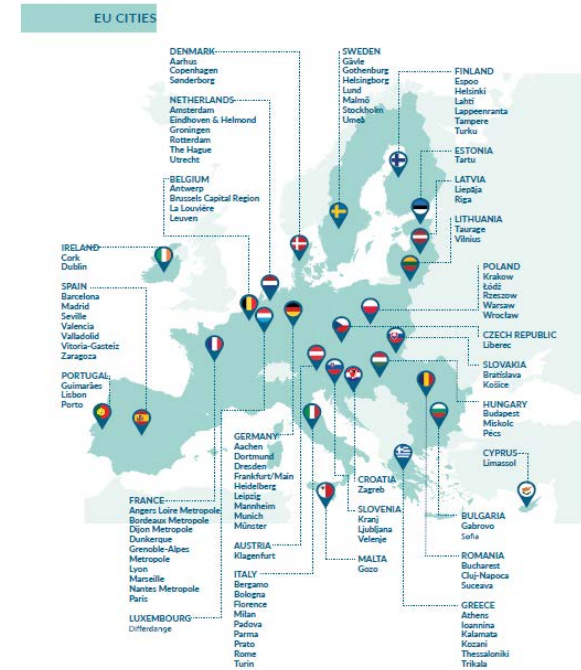 EU CITIES
DENMARK
Aarhus
Copenhagen
Sønderborg
NETHERLANDS
Amsterdam
Eindhoven & Helmond
Groningen
Rotterdam
The Hague
Utrecht
BELGIUM
Antwerp
Brussels Capital Region
La Louvière
Leuven
IRELAND
Cork
Dublin
SPAIN
Barcelona
Madrid
Seville
Valencia
Valladolid
Vitoria-Gasteiz
Zaragoza
PORTUGAL
Guimarães
Lisbon
Porto
SWEDEN
Gävle
Gothenburg
Helsingborg
Lund
Malmö
Stockholm
Umeå
FINLAND
Espoo
Helsinki
Lahti
Lappeenranta
Tampere
Turku
ESTONIA
Tartu
LATVIA
Liepāja
Riga
LITHUANIA
Taurage
Vilnius
POLAND
Krakow
Łódź
Rzeszow
Warsaw
Wrocław
CZECH REPUBLIC
Liberec
SLOVAKIA
Bratislava
Košice
HUNGARY
Budapest
Miskolc
Pécs
CYPRUS
Limassol
GERMANY
Aachen
Dortmund
Dresden
Frankfurt/Main
Heidelberg
Leipzig
Mannheim
Munich
Münster
AUSTRIA
Klagenfurt
ITALY
Bergamo
Bologna
Florence
Milan
Padova
Parma
Prato
Rome
Turin
FRANCE
Angers Loire Metropole
Bordeaux Metropole
Dijon Metropole
Dunkerque
Grenoble-Alpes
Metropole
Lyon
Marseille
Nantes Metropole
Paris
LUXEMBOURG
Differdange
CROATIA
Zagreb
SLOVENIA
Kranj
Ljubljana
Velenje
MALTA
Gozo
BULGARIA
Gabrovo
Sofia
ROMANIA
Bucharest
Cluj-Napoca
Suceava
GREECE
Athens
Ioannina
Kalamata
Kozani
Thessaloniki
Trikala